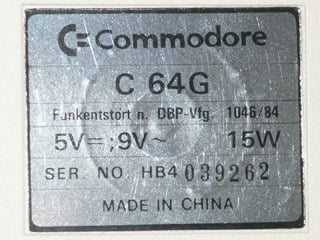 Commodore
C 64G
Funkentstört n. DBP-Vfg. 1046/84
5V⎓;9V~ 15W
SER. NO. HB4 039262
MADE IN CHINA